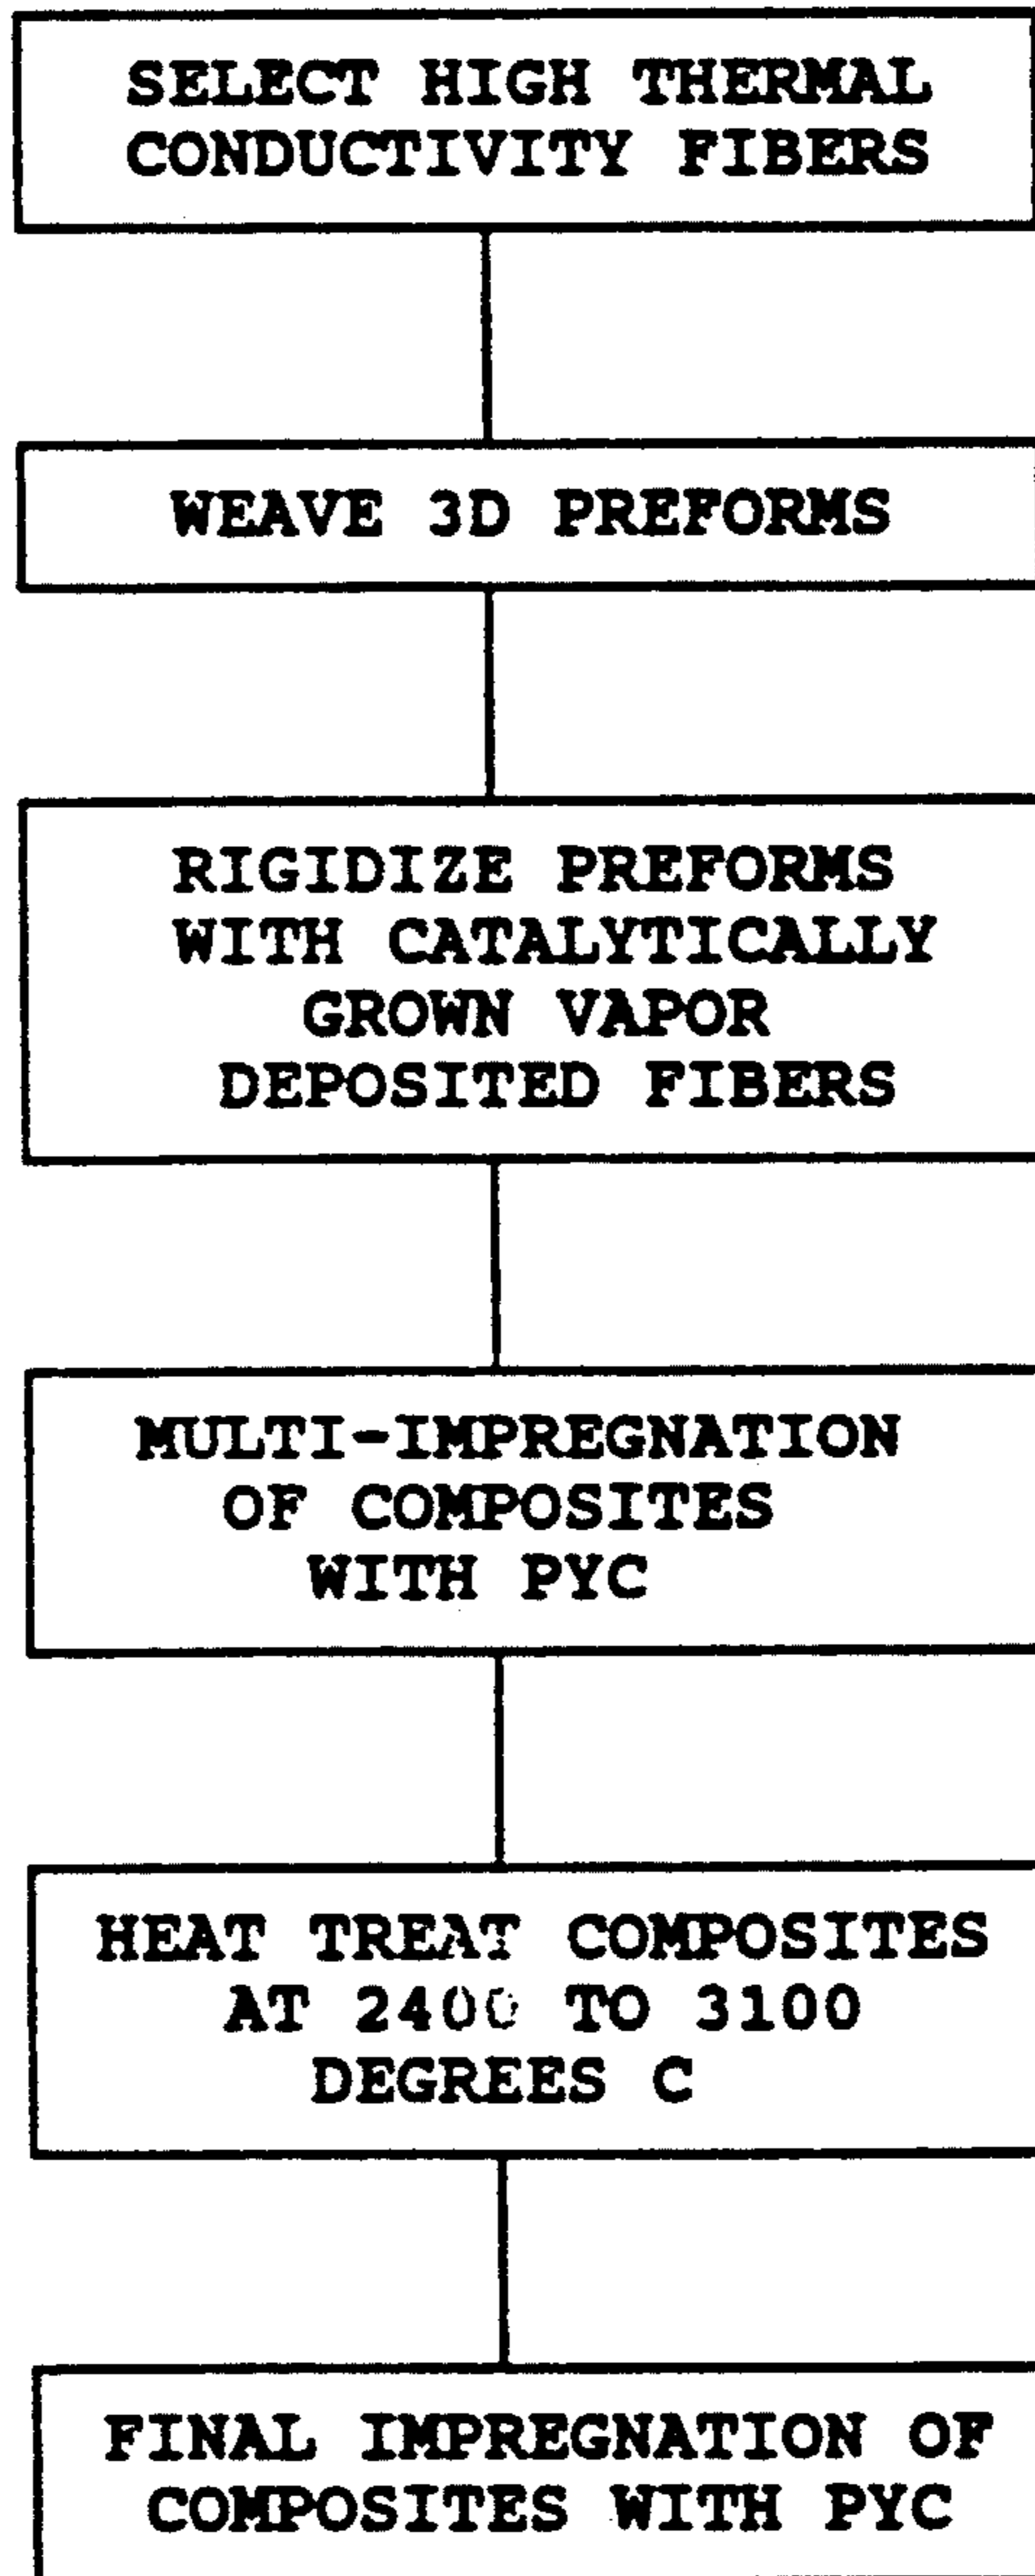 SELECT HIGH THERMAL
CONDUCTIVITY FIBERS
WEAVE 3D PREFORMS
RIGIDIZE PREFORMS
WITH CATALYTICALLY
GROWN VAPOR
DEPOSITED FIBERS
MULTI-IMPREGNATION
OF COMPOSITES
WITH PYC
HEAT TREAT COMPOSITES
AT 2400 TO 3100
DEGREES C
FINAL IMPREGNATION OF
COMPOSITES WITH PYC